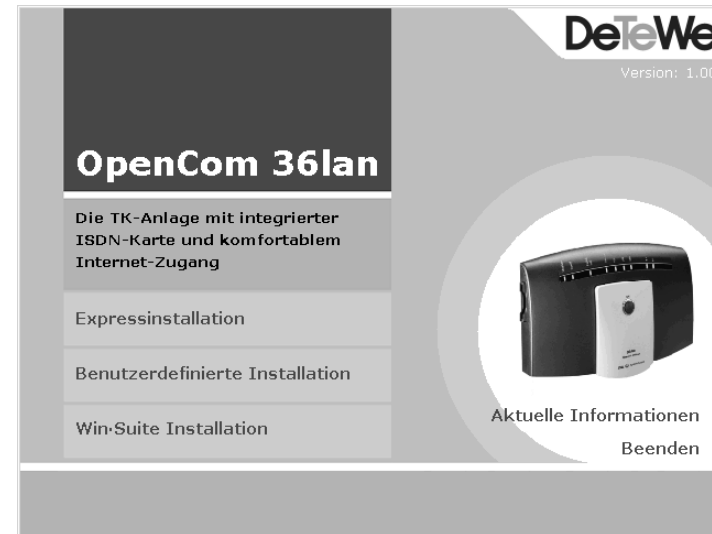 DeTeWe
Version: 1.00
OpenCom 36lan
Die TK-Anlage mit integrierter
ISDN-Karte und komfortablem
Internet-Zugang
Expressinstallation
Benutzerdefinierte Installation
Win·Suite Installation
Aktuelle Informationen
Beenden